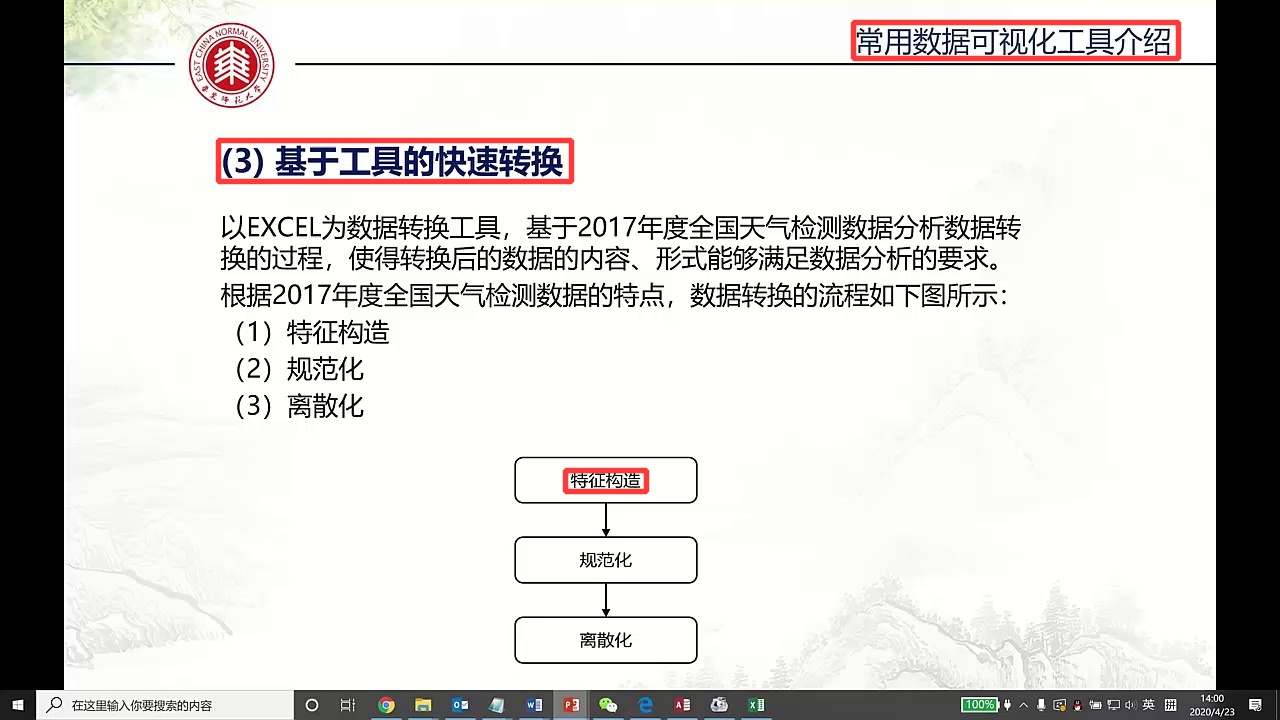 常用数据可视化工具介绍
EAST CHINA NORMAL UNIVERSITY
华东师范大学
(3) 基于工具的快速转换
以EXCEL为数据转换工具，基于2017年度全国天气检测数据分析数据转
换的过程，使得转换后的数据的内容、形式能够满足数据分析的要求。
根据2017年度全国天气检测数据的特点，数据转换的流程如下图所示：
（1）特征构造
（2）规范化
（3）离散化
特征构造
规范化
离散化
在这里输入你要搜索的内容
100%
英
拼
14:00
2020/4/23